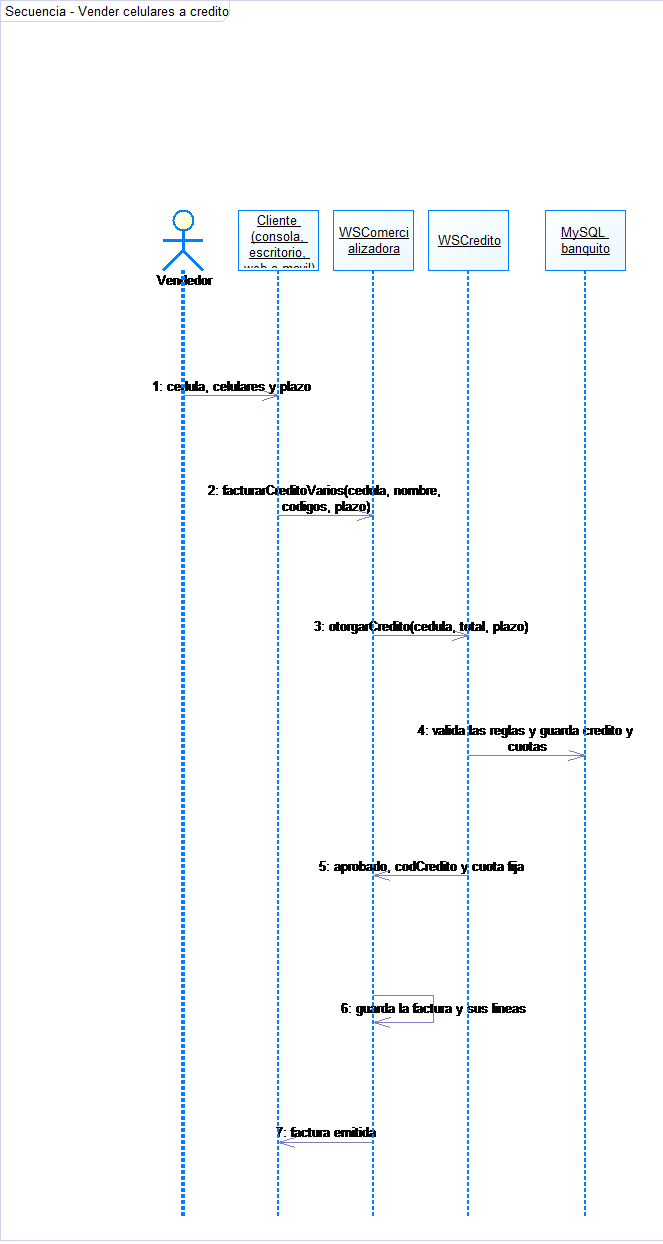 Secuencia - Vender celulares a credito
Cliente
(consola,
escritorio,
web o movil)
WSComerci
alizadora
WSCredito
MySQL
banquito
Vendedor
1: cedula, celulares y plazo
2: facturarCreditoVarios(cedula, nombre,
codigos, plazo)
3: otorgarCredito(cedula, total, plazo)
4: valida las reglas y guarda credito y
cuotas
5: aprobado, codCredito y cuota fija
6: guarda la factura y sus lineas
7: factura emitida